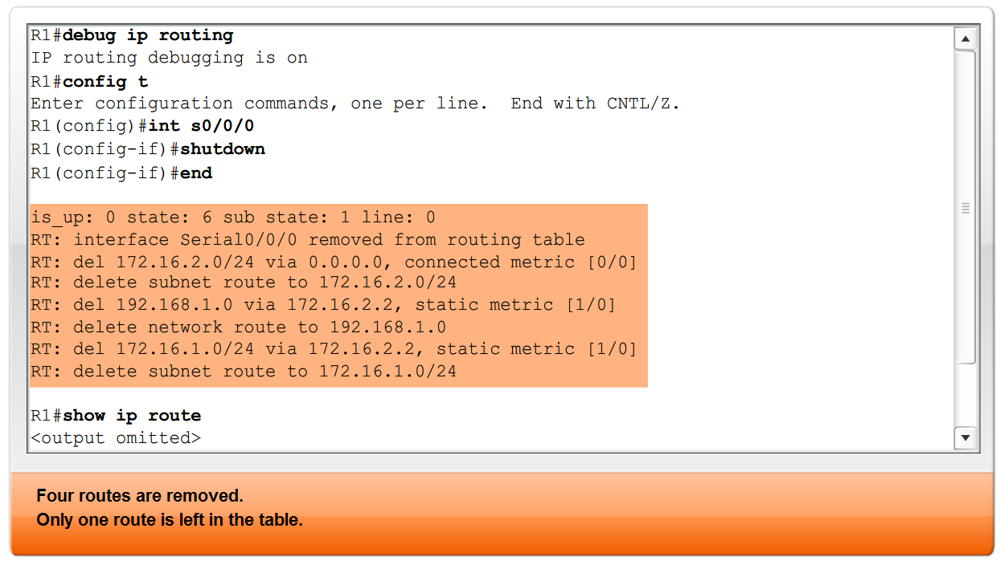 R1#debug ip routing
IP routing debugging is on
R1#config t
Enter configuration commands, one per line.  End with CNTL/Z.
R1(config)#int s0/0/0
R1(config-if)#shutdown
R1(config-if)#end
is_up: 0 state: 6 sub state: 1 line: 0
RT: interface Serial0/0/0 removed from routing table
RT: del 172.16.2.0/24 via 0.0.0.0, connected metric [0/0]
RT: delete subnet route to 172.16.2.0/24
RT: del 192.168.1.0 via 172.16.2.2, static metric [1/0]
RT: delete network route to 192.168.1.0
RT: del 172.16.1.0/24 via 172.16.2.2, static metric [1/0]
RT: delete subnet route to 172.16.1.0/24
R1#show ip route
<output omitted>
Four routes are removed.
Only one route is left in the table.